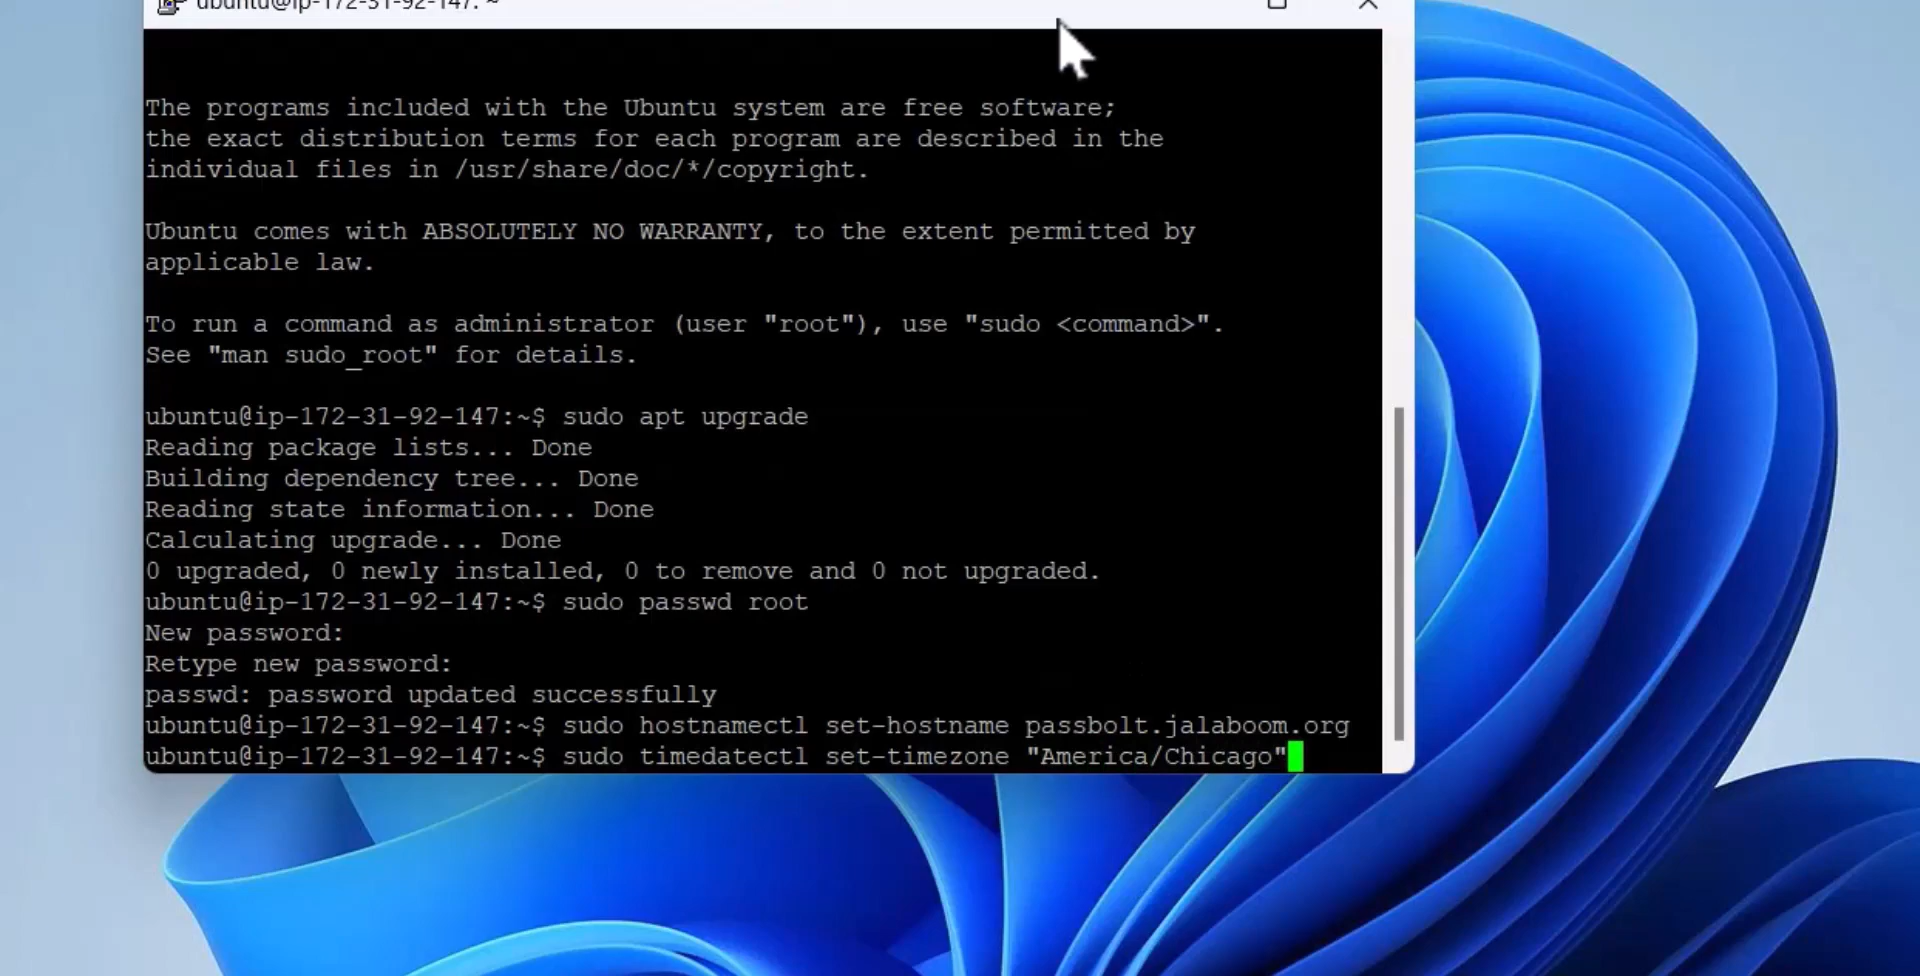 ubuntu@ip-172-31-92-147: ~
The programs included with the Ubuntu system are free software;
the exact distribution terms for each program are described in the
individual files in /usr/share/doc/*/copyright.
Ubuntu comes with ABSOLUTELY NO WARRANTY, to the extent permitted by
applicable law.
To run a command as administrator (user "root"), use "sudo <command>".
See "man sudo_root" for details.
ubuntu@ip-172-31-92-147:~$ sudo apt upgrade
Reading package lists... Done
Building dependency tree... Done
Reading state information... Done
Calculating upgrade... Done
0 upgraded, 0 newly installed, 0 to remove and 0 not upgraded.
ubuntu@ip-172-31-92-147:~$ sudo passwd root
New password:
Retype new password:
passwd: password updated successfully
ubuntu@ip-172-31-92-147:~$ sudo hostnamectl set-hostname passbolt.jalaboom.org
ubuntu@ip-172-31-92-147:~$ sudo timedatectl set-timezone "America/Chicago"